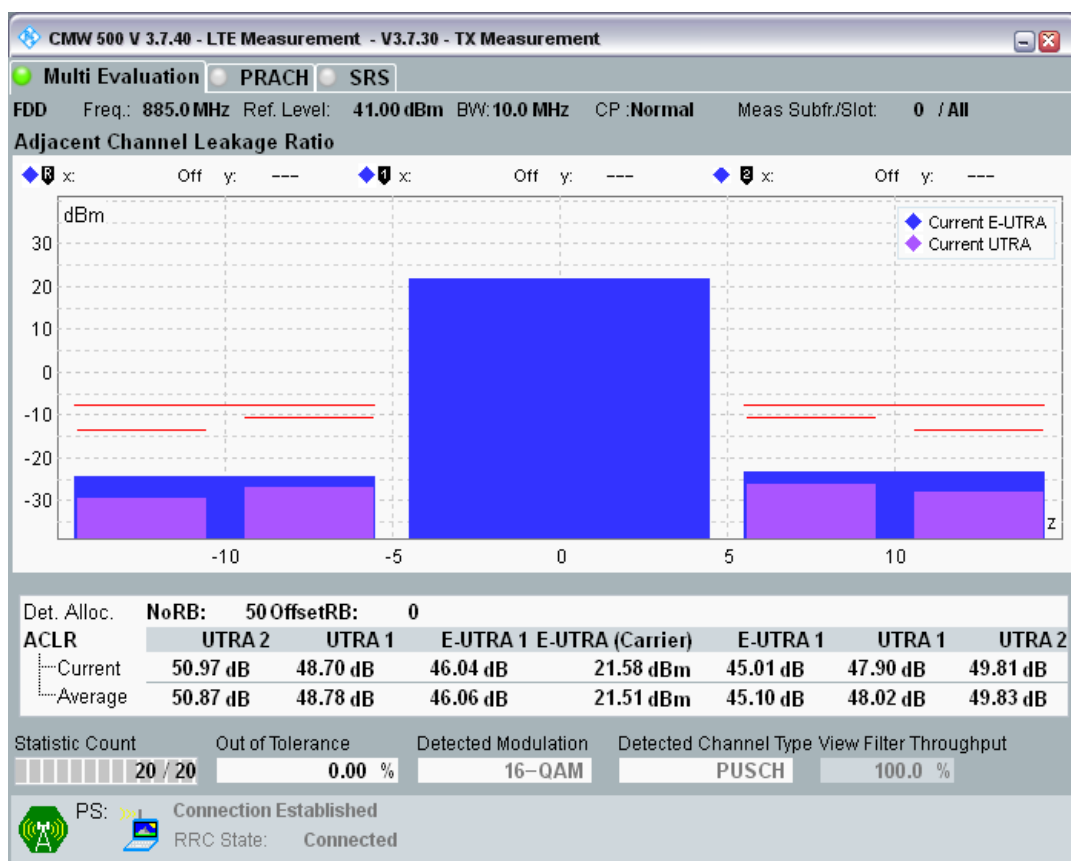 CMW 500 V 3.7.40 - LTE Measurement - V3.7.30 - TX Measurement
Multi Evaluation PRACH SRS
FDD Freq.: 885.0 MHz Ref. Level: 41.00 dBm BW: 10.0 MHz CP :Normal Meas Subfr./Slot: 0 / All
Adjacent Channel Leakage Ratio
R x: Off y: --- 1 x: Off y: --- 2 x: Off y: ---
dBm
Current E-UTRA
Current UTRA
30
20
10
0
-10
-20
-30
z
-10 -5 0 5 10
Det. Alloc. NoRB: 50 OffsetRB: 0
ACLR UTRA 2 UTRA 1 E-UTRA 1 E-UTRA (Carrier) E-UTRA 1 UTRA 1 UTRA 2
Current 50.97 dB 48.70 dB 46.04 dB 21.58 dBm 45.01 dB 47.90 dB 49.81 dB
Average 50.87 dB 48.78 dB 46.06 dB 21.51 dBm 45.10 dB 48.02 dB 49.83 dB
Statistic Count Out of Tolerance Detected Modulation Detected Channel Type View Filter Throughput
20 / 20 0.00 % 16-QAM PUSCH 100.0 %
PS: Connection Established
RRC State: Connected